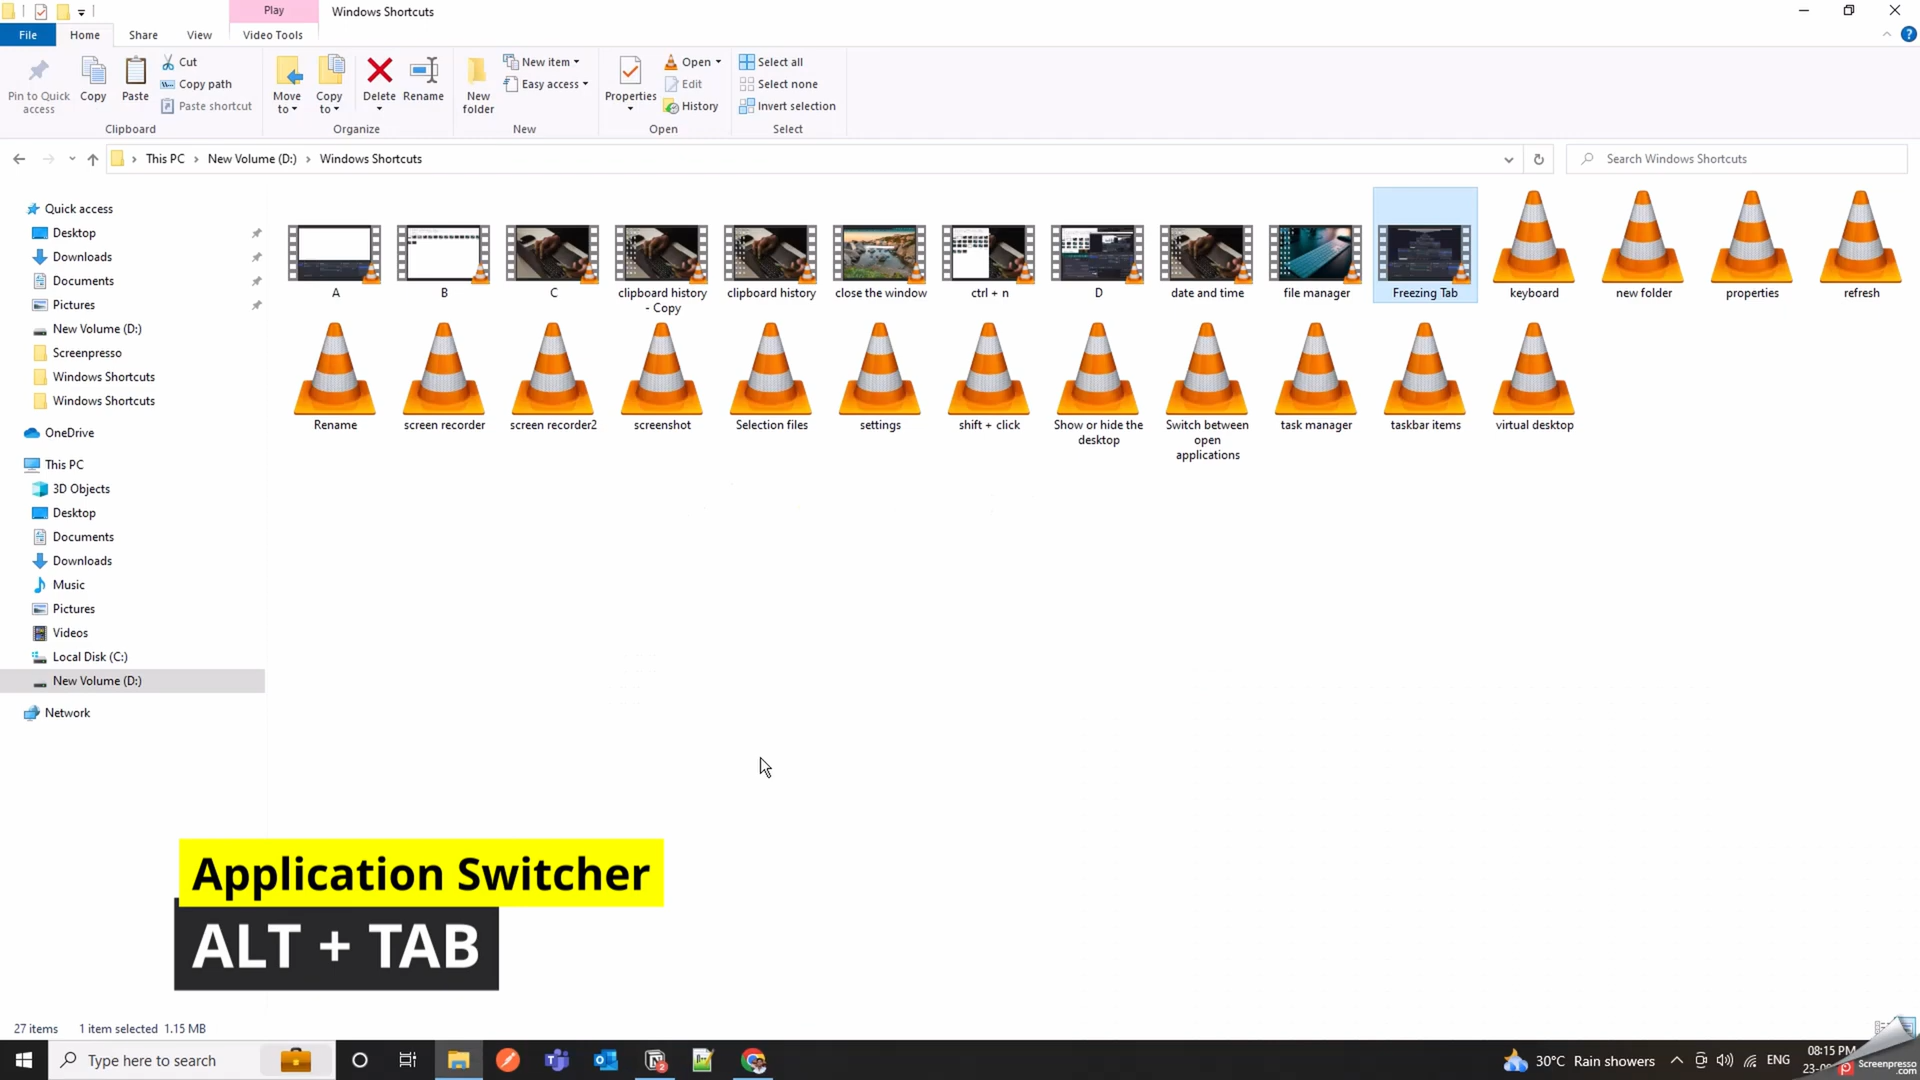 Play
Windows Shortcuts
File
Home
Share
View
Video Tools
Pin to Quick
access
Copy
Paste
Cut
Copy path
Paste shortcut
Clipboard
Move
to
Copy
to
Delete
Rename
Organize
New
folder
New item
Easy access
New
Properties
Open
Edit
History
Open
Select all
Select none
Invert selection
Select
This PC
New Volume (D:)
Windows Shortcuts
Search Windows Shortcuts
Quick access
Desktop
Downloads
Documents
Pictures
New Volume (D:)
Screenpresso
Windows Shortcuts
Windows Shortcuts
OneDrive
This PC
3D Objects
Desktop
Documents
Downloads
Music
Pictures
Videos
Local Disk (C:)
New Volume (D:)
Network
A
B
C
clipboard history
- Copy
clipboard history
close the window
ctrl + n
D
date and time
file manager
Freezing Tab
keyboard
new folder
properties
refresh
Rename
screen recorder
screen recorder2
screenshot
Selection files
settings
shift + click
Show or hide the
desktop
Switch between
open
applications
task manager
taskbar items
virtual desktop
Application Switcher
ALT + TAB
27 items
1 item selected 1.15 MB
Type here to search
30°C Rain showers
ENG
08:15 PM
Screenpresso
.com